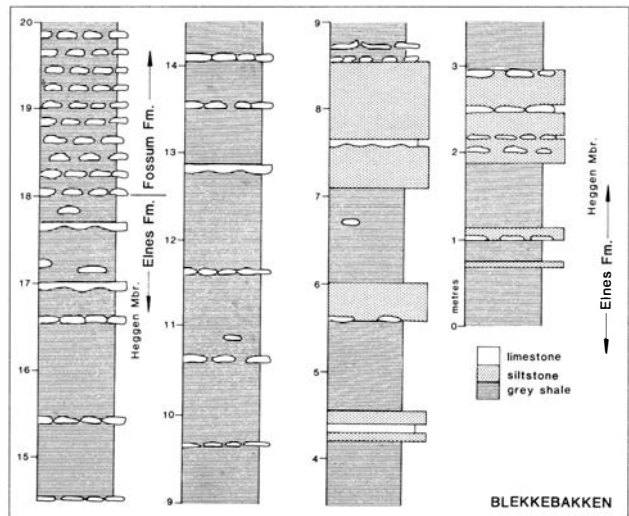 20
19
18
17
16
15
Fossum Fm.
Elnes Fm.
Heggen Mbr.
14
13
12
11
10
9
9
8
7
6
5
4
3
2
1
0
metres
Heggen Mbr.
Elnes Fm.
limestone
siltstone
grey shale
BLEKKEBAKKEN